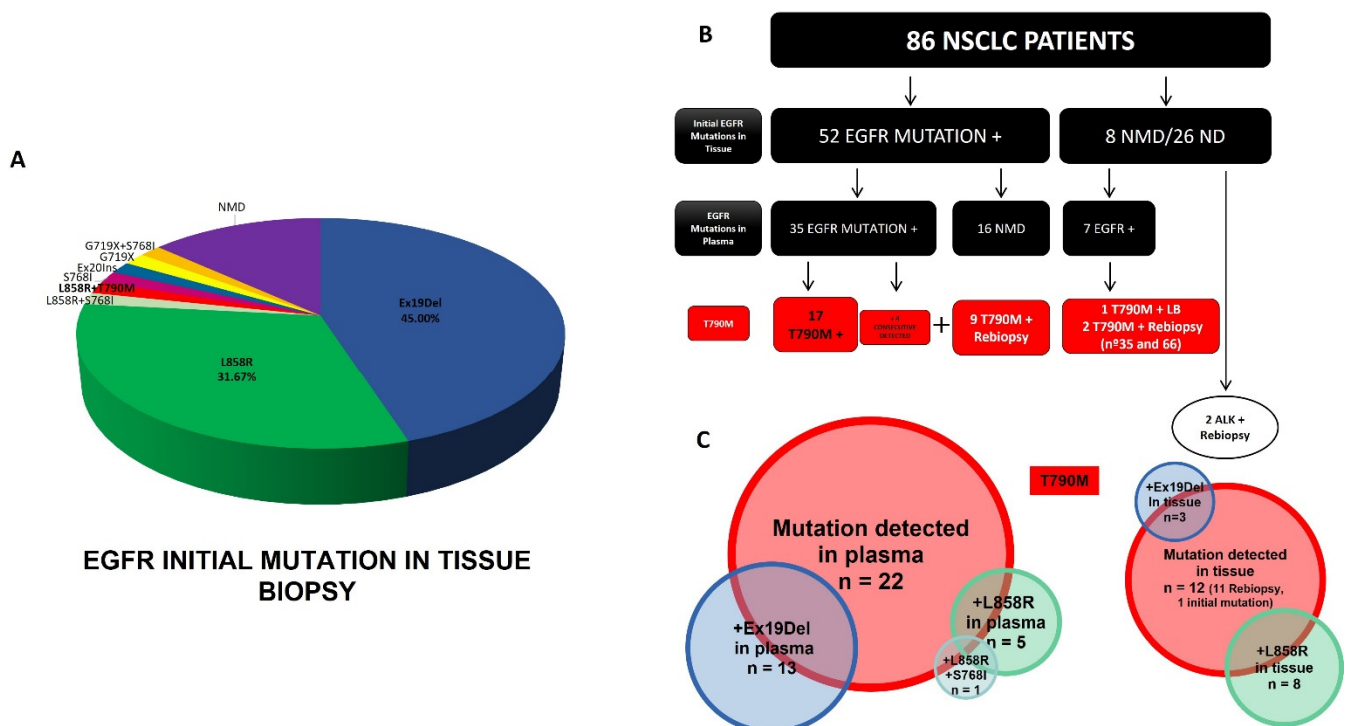 A
NMD
G719X+S768I
G719X
Ex20Ins
S768I
L858R+T790M
L858R+S768I
Ex19Del
45.00%
L858R
31.67%
EGFR INITIAL MUTATION IN TISSUE
BIOPSY
B
86 NSCLC PATIENTS
Initial EGFR
Mutations in
Tissue
52 EGFR MUTATION +
8 NMD/26 ND
EGFR
Mutations in
Plasma
35 EGFR MUTATION +
16 NMD
7 EGFR +
T790M
17
T790M +
+ 4
CONSECUTIVE
DETECTED
+
9 T790M +
Rebiopsy
1 T790M + LB
2 T790M + Rebiopsy
(nº35 and 66)
2 ALK +
Rebiopsy
C
T790M
Mutation detected
in plasma
n = 22
+Ex19Del
in plasma
n = 13
+L858R
in plasma
n = 5
+L858R
+S768I
n = 1
+Ex19Del
In tissue
n=3
Mutation detected
in tissue
n = 12 (11 Rebiopsy,
1 initial mutation)
+L858R
in tissue
n = 8